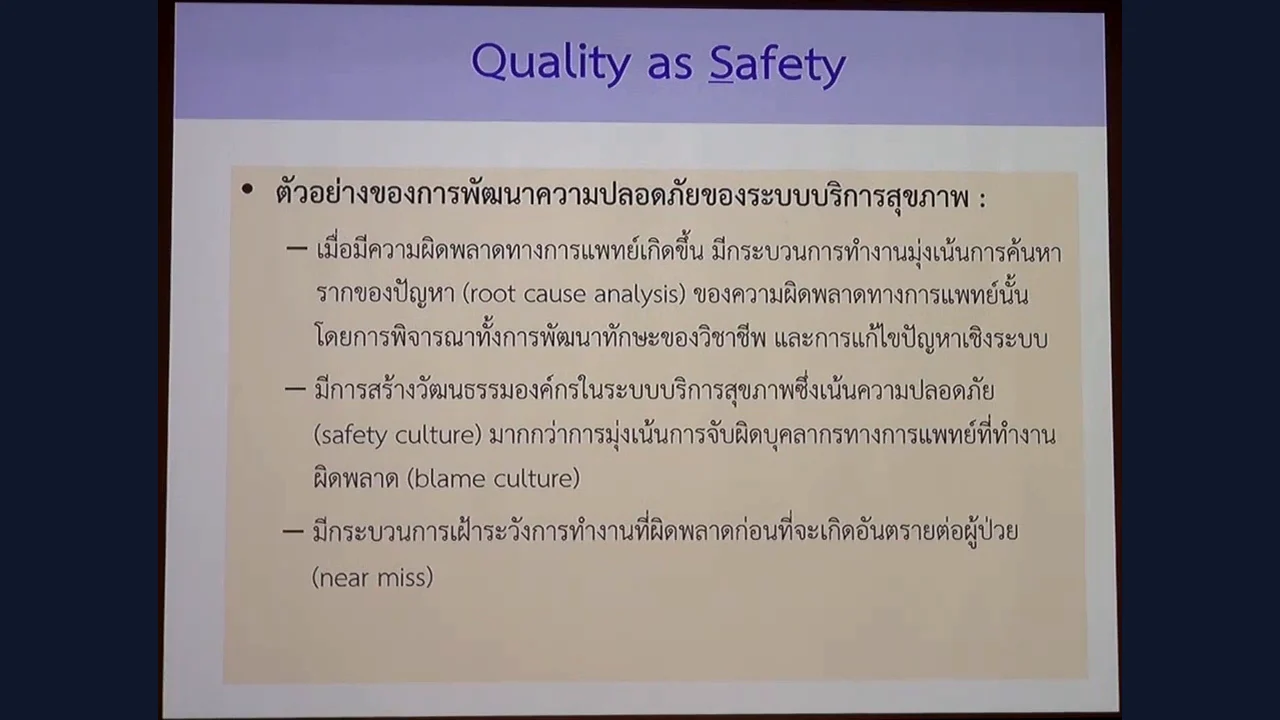 Quality as Safety
• ตัวอย่างของการพัฒนาความปลอดภัยของระบบบริการสุขภาพ :
– เมื่อมีความผิดพลาดทางการแพทย์เกิดขึ้น มีกระบวนการทำงานมุ่งเน้นการค้นหา
รากของปัญหา (root cause analysis) ของความผิดพลาดทางการแพทย์นั้น
โดยการพิจารณาทั้งการพัฒนาทักษะของวิชาชีพ และการแก้ไขปัญหาเชิงระบบ
– มีการสร้างวัฒนธรรมองค์กรในระบบบริการสุขภาพซึ่งเน้นความปลอดภัย
(safety culture) มากกว่าการมุ่งเน้นการจับผิดบุคลากรทางการแพทย์ที่ทำงาน
ผิดพลาด (blame culture)
– มีกระบวนการเฝ้าระวังการทำงานที่ผิดพลาดก่อนที่จะเกิดอันตรายต่อผู้ป่วย
(near miss)